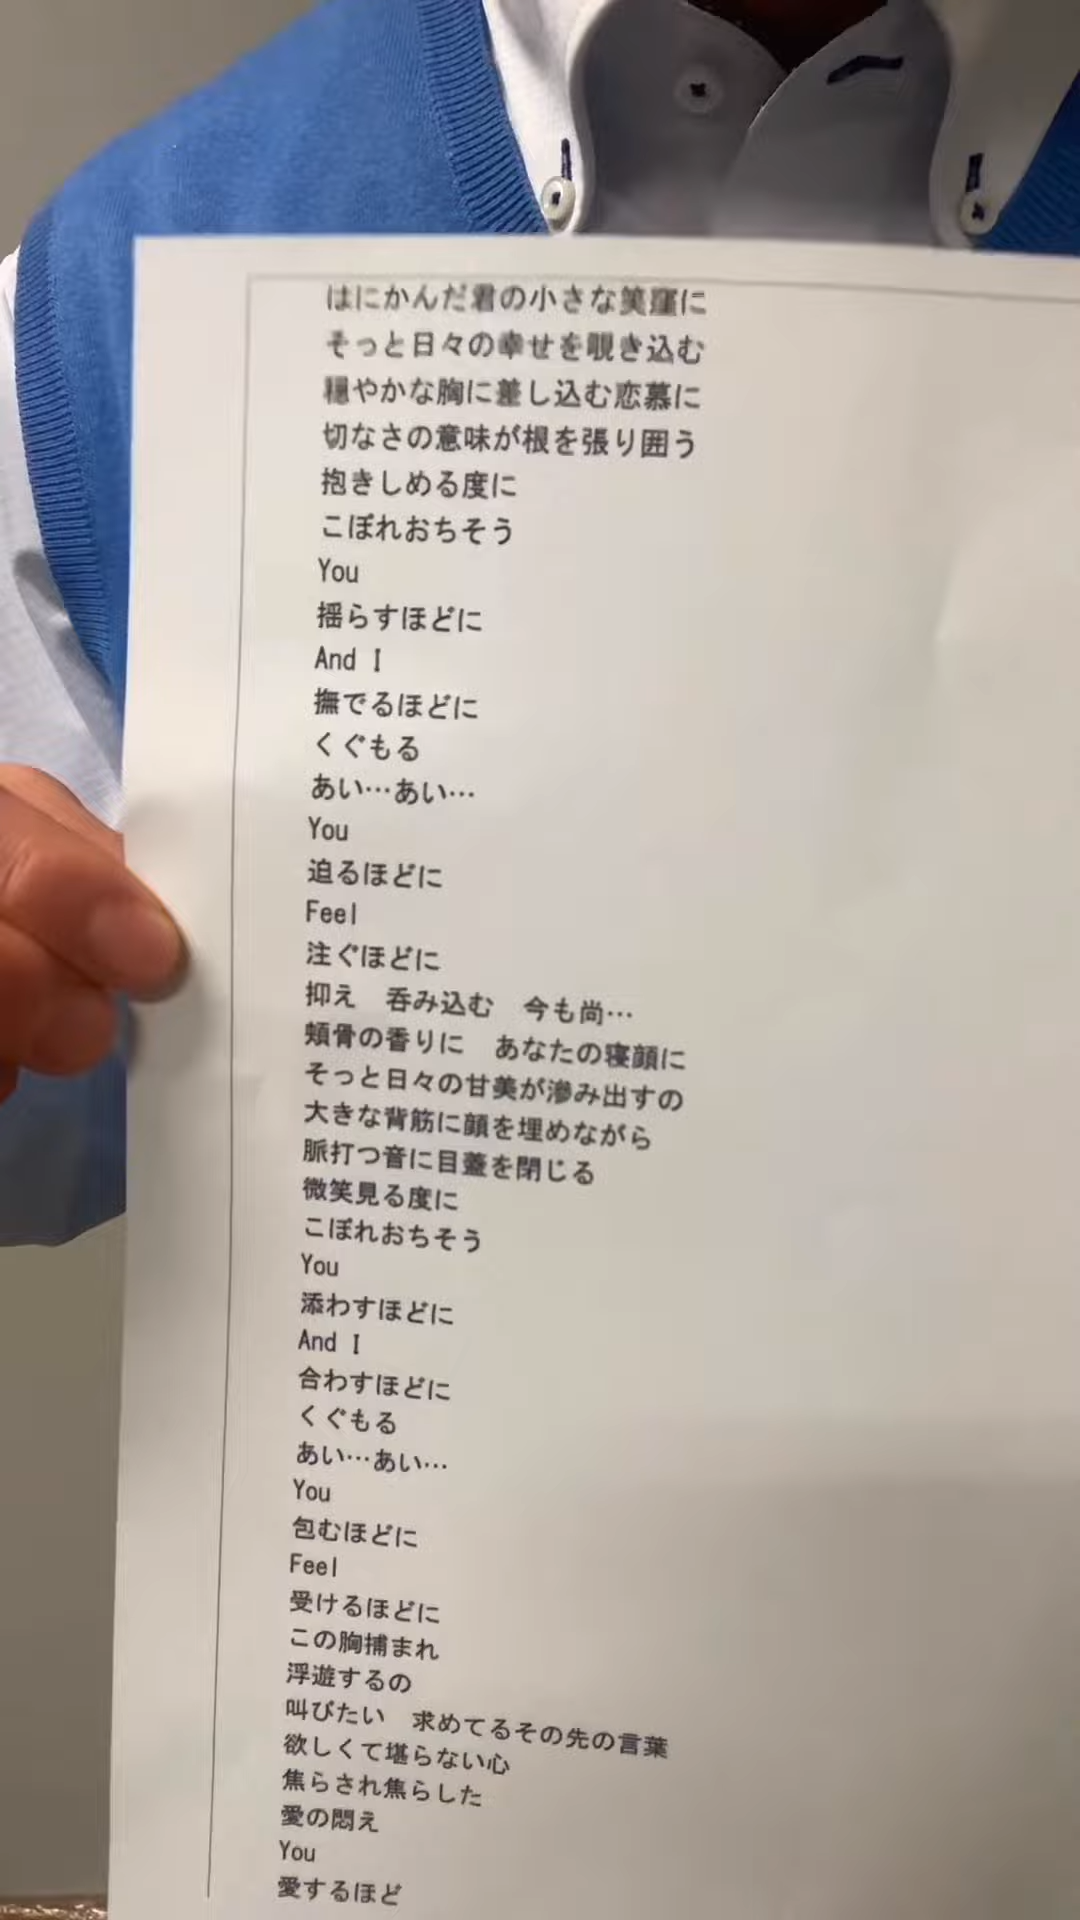 はにかんだ君の小さな笑窪に
そっと日々の幸せを覗き込む
穏やかな胸に差し込む恋慕に
切なさの意味が根を張り囲う
抱きしめる度に
こぼれおちそう
You
揺らすほどに
And I
撫でるほどに
くぐもる
あい…あい…
You
迫るほどに
Feel
注ぐほどに
抑え　呑み込む　今も尚…
頬骨の香りに　あなたの寝顔に
そっと日々の甘美が滲み出すの
大きな背筋に顔を埋めながら
脈打つ音に目蓋を閉じる
微笑見る度に
こぼれおちそう
You
添わすほどに
And I
合わすほどに
くぐもる
あい…あい…
You
包むほどに
Feel
受けるほどに
この胸捕まれ
浮遊するの
叫びたい　求めてるその先の言葉
欲しくて堪らない心
焦らされ焦らした
愛の悶え
You
愛するほど